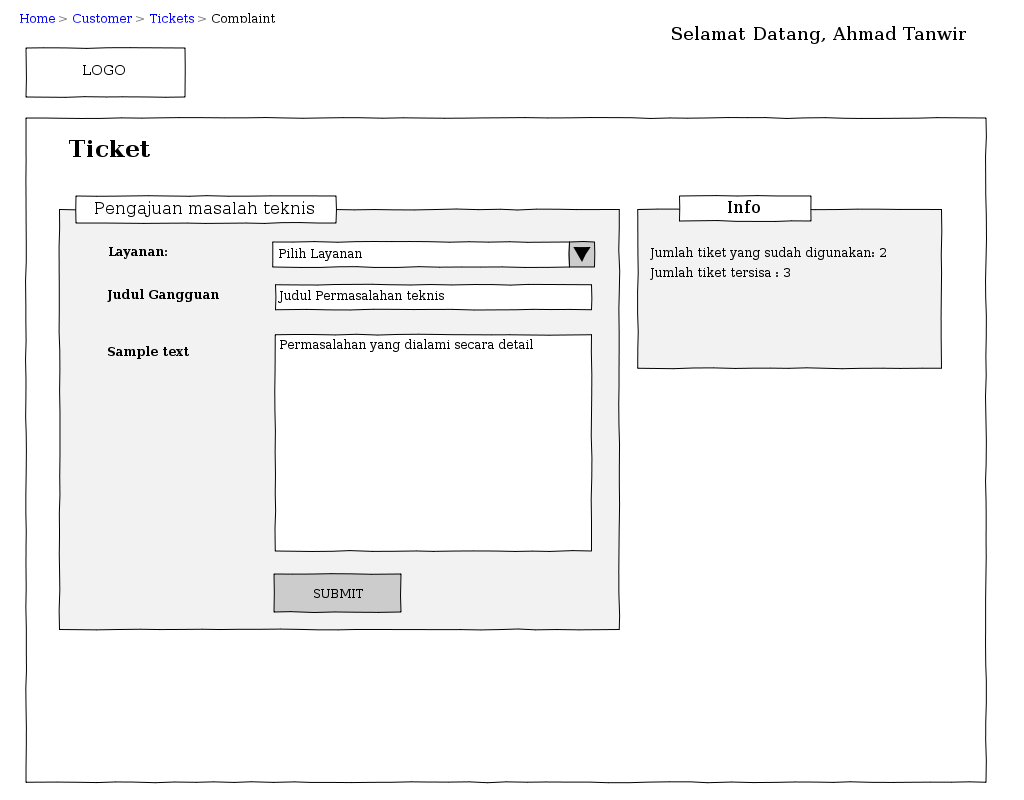 Home > Customer > Tickets > Complaint
Selamat Datang, Ahmad Tanwir
LOGO
Ticket
Pengajuan masalah teknis
Layanan:
Pilih Layanan
Judul Gangguan
Judul Permasalahan teknis
Sample text
Permasalahan yang dialami secara detail
SUBMIT
Info
Jumlah tiket yang sudah digunakan: 2
Jumlah tiket tersisa : 3